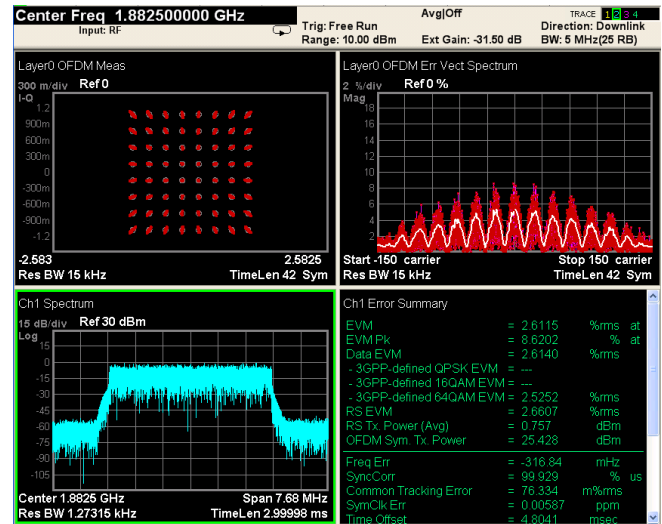 Center Freq 1.882500000 GHz
Input: RF
Trig: Free Run
Range: 10.00 dBm
Avg|Off
Ext Gain: -31.50 dB
TRACE 1 2 3 4
Direction: Downlink
BW: 5 MHz(25 RB)
Layer0 OFDM Meas
300 m/div Ref 0
I-Q
1.2
900m
600m
300m
0
-300m
-600m
-900m
-1.2
-2.583 2.5825
Res BW 15 kHz TimeLen 42 Sym
Layer0 OFDM Err Vect Spectrum
2 %/div Ref 0 %
Mag
18
16
14
12
10
8
6
4
2
Start -150 carrier Stop 150 carrier
Res BW 15 kHz TimeLen 42 Sym
Ch1 Spectrum
15 dB/div Ref 30 dBm
Log
15
0
-15
-30
-45
-60
-75
-90
-105
Center 1.8825 GHz Span 7.68 MHz
Res BW 1.27315 kHz TimeLen 2.99998 ms
Ch1 Error Summary
EVM = 2.6115 %rms at
EVM Pk = 8.6202 % at
Data EVM = 2.6140 %rms
- 3GPP-defined QPSK EVM = ---
- 3GPP-defined 16QAM EVM = ---
- 3GPP-defined 64QAM EVM = 2.5252 %rms
RS EVM = 2.6607 %rms
RS Tx. Power (Avg) = 0.757 dBm
OFDM Sym. Tx. Power = 25.428 dBm
Freq Err = -316.84 mHz
SyncCorr = 99.929 % us
Common Tracking Error = 76.334 m%rms
SymClk Err = 0.00587 ppm
Time Offset = 4.8041 msec